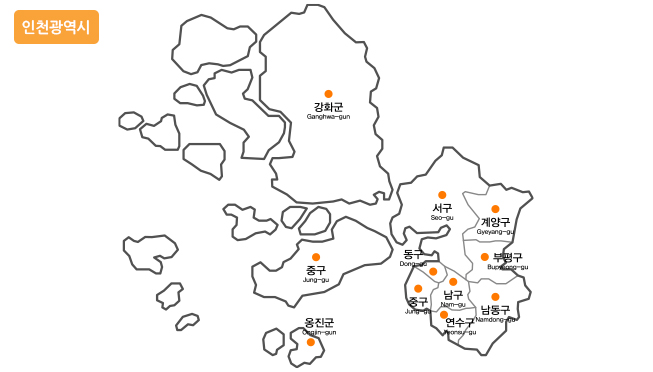 인천광역시
강화군
Ganghwa-gun
서구
Seo-gu
계양구
Gyeyang-gu
동구
Dong-gu
부평구
Bupyeong-gu
중구
Jung-gu
중구
Jung-gu
남구
Nam-gu
남동구
Namdong-gu
연수구
Yeonsu-gu
옹진군
Ongjin-gun